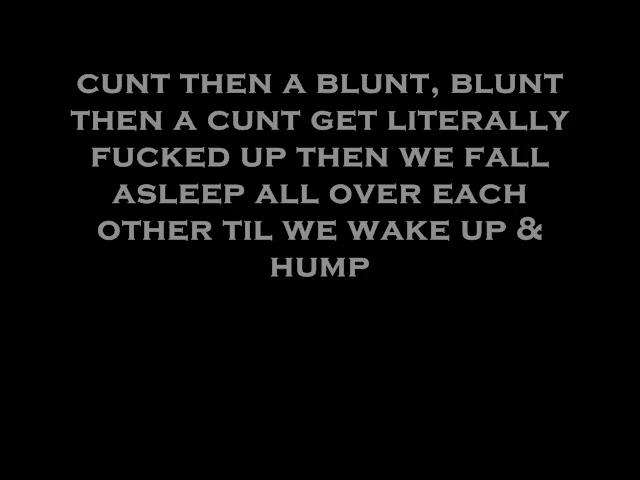 CUNT THEN A BLUNT, BLUNT
THEN A CUNT GET LITERALLY
FUCKED UP THEN WE FALL
ASLEEP ALL OVER EACH
OTHER TIL WE WAKE UP &
HUMP